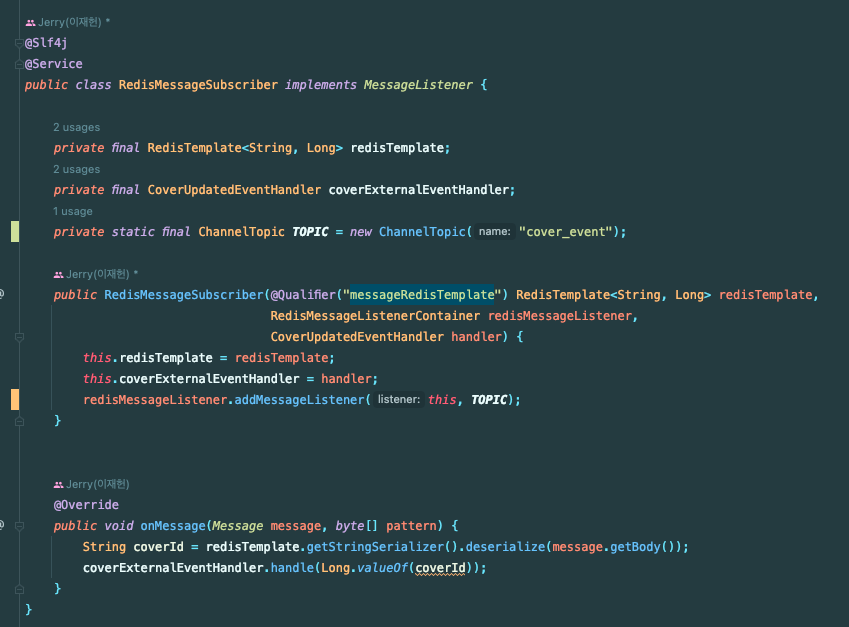 Jerry(이재헌) *
@Slf4j
@Service
public class RedisMessageSubscriber implements MessageListener {
2 usages
private final RedisTemplate<String, Long> redisTemplate;
2 usages
private final CoverUpdatedEventHandler coverExternalEventHandler;
1 usage
private static final ChannelTopic TOPIC = new ChannelTopic( name: "cover_event");
Jerry(이재헌) *
public RedisMessageSubscriber(@Qualifier("messageRedisTemplate") RedisTemplate<String, Long> redisTemplate,
RedisMessageListenerContainer redisMessageListener,
CoverUpdatedEventHandler handler) {
this.redisTemplate = redisTemplate;
this.coverExternalEventHandler = handler;
redisMessageListener.addMessageListener( listener: this, TOPIC);
}
Jerry(이재헌)
@Override
public void onMessage(Message message, byte[] pattern) {
String coverId = redisTemplate.getStringSerializer().deserialize(message.getBody());
coverExternalEventHandler.handle(Long.valueOf(coverId));
}
}